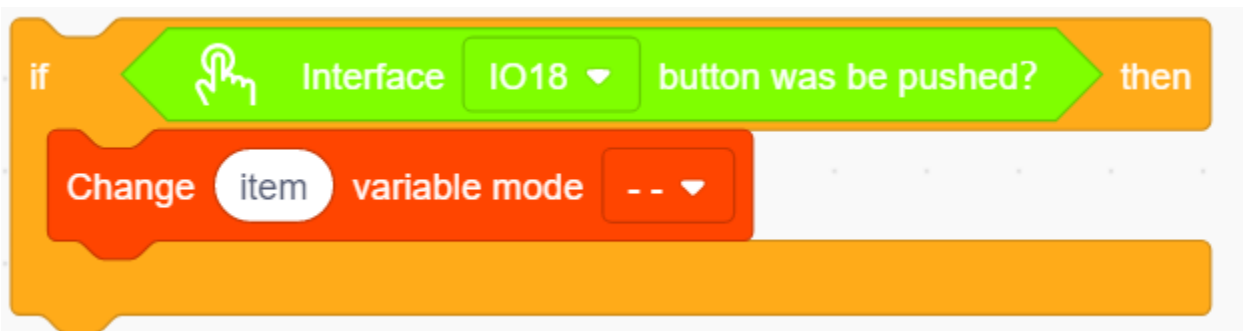 if Interface IO18 button was be pushed? then
Change item variable mode - -